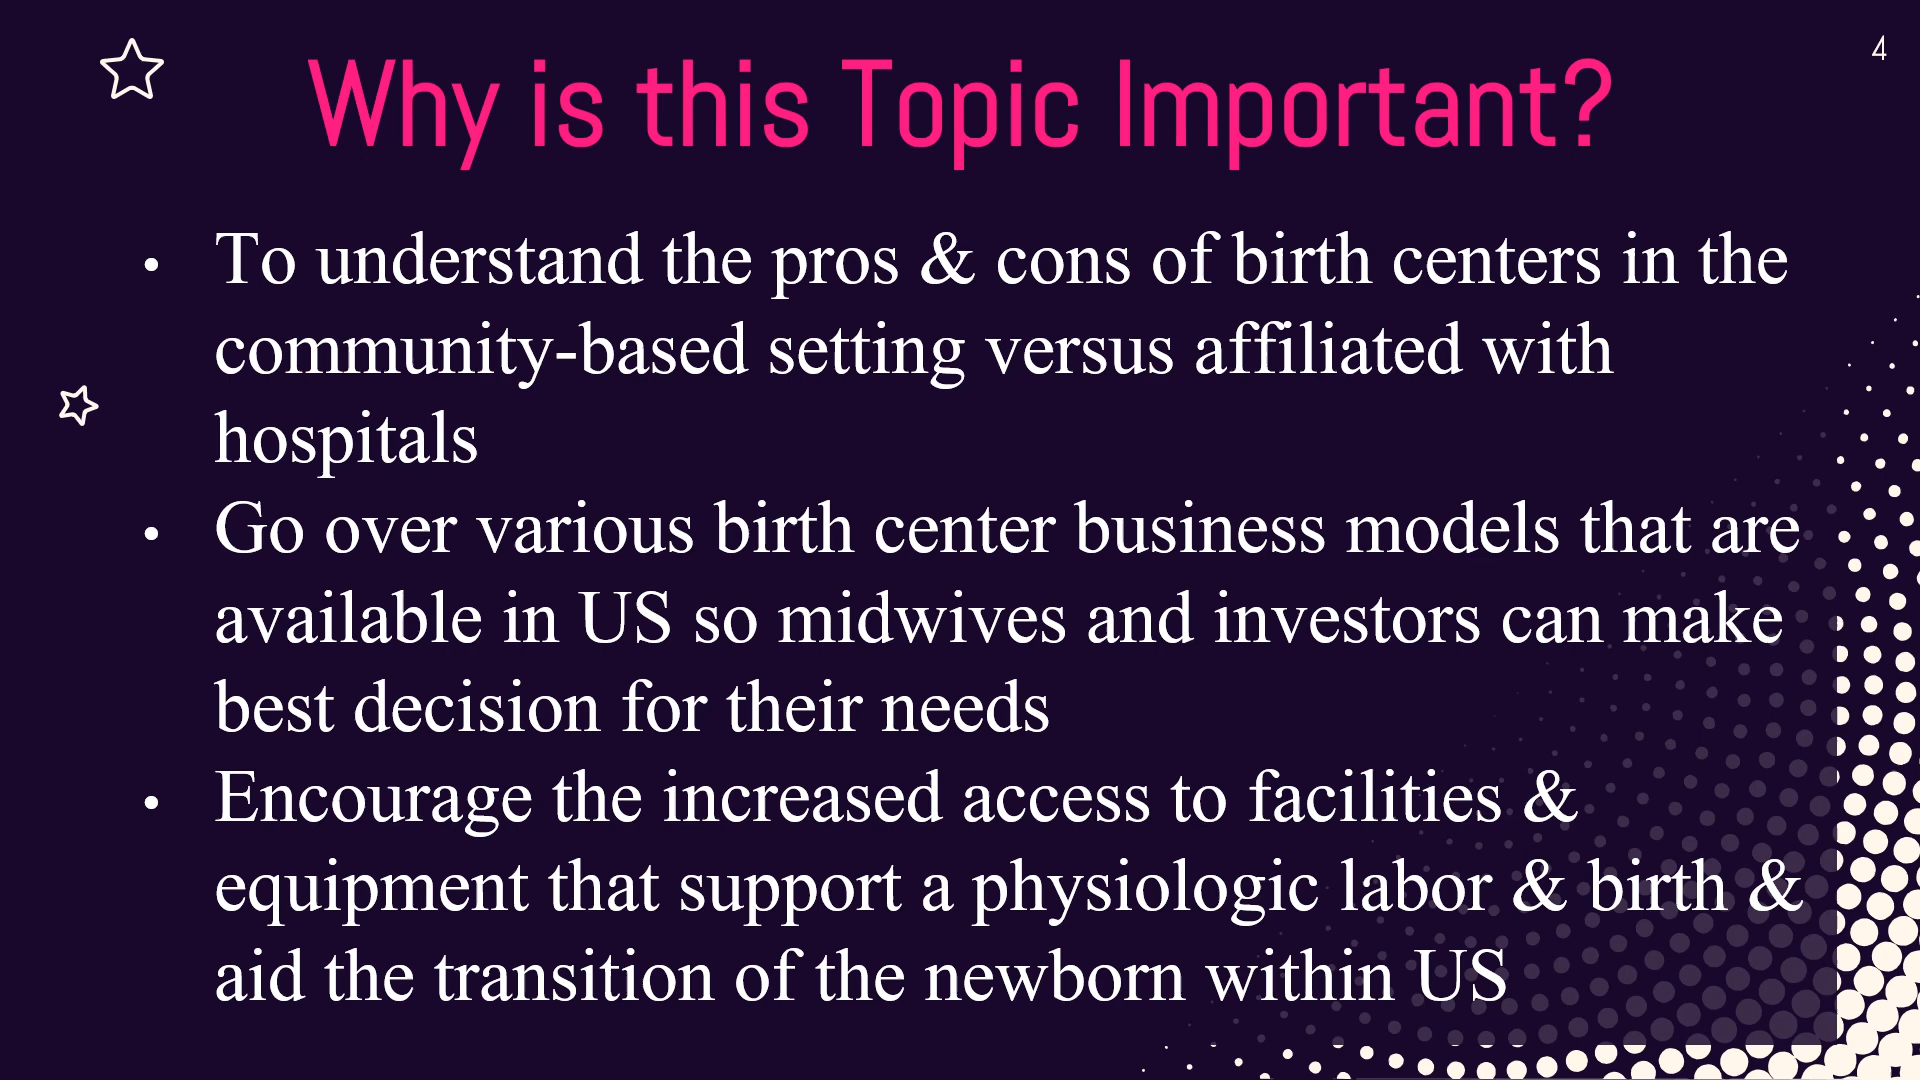 4
Why is this Topic Important?
• To understand the pros & cons of birth centers in the
community-based setting versus affiliated with
hospitals
• Go over various birth center business models that are
available in US so midwives and investors can make
best decision for their needs
• Encourage the increased access to facilities &
equipment that support a physiologic labor & birth &
aid the transition of the newborn within US